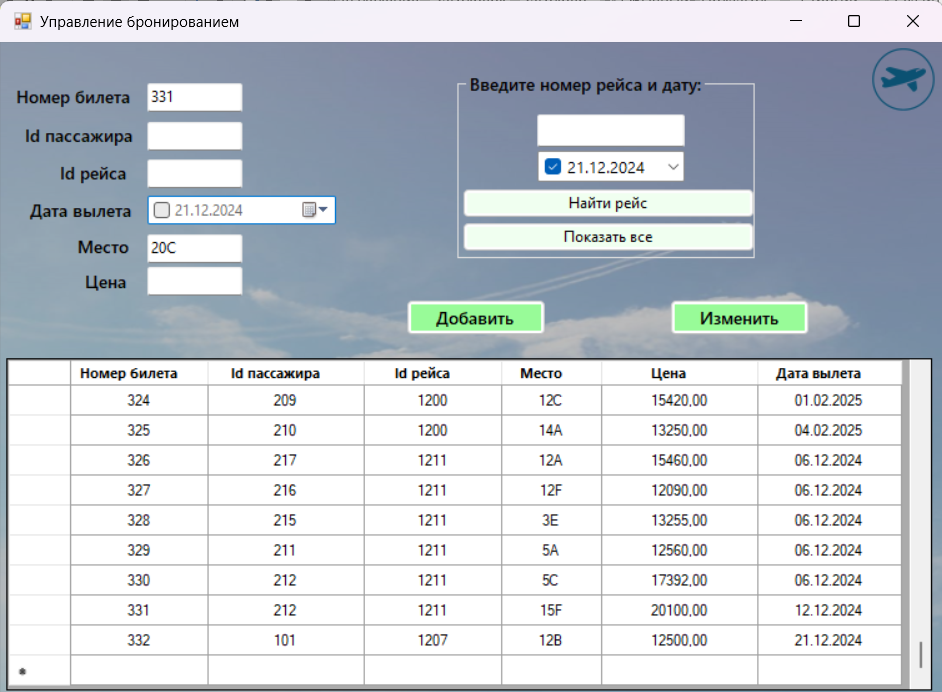 Управление бронированием
Номер билета 331
Id пассажира
Id рейса
Дата вылета 21.12.2024
Место 20С
Цена
Введите номер рейса и дату:
21.12.2024
Найти рейс
Показать все
Добавить Изменить
Номер билета Id пассажира Id рейса Место Цена Дата вылета
324 209 1200 12C 15420,00 01.02.2025
325 210 1200 14A 13250,00 04.02.2025
326 217 1211 12A 15460,00 06.12.2024
327 216 1211 12F 12090,00 06.12.2024
328 215 1211 3E 13255,00 06.12.2024
329 211 1211 5A 12560,00 06.12.2024
330 212 1211 5C 17392,00 06.12.2024
331 212 1211 15F 20100,00 12.12.2024
332 101 1207 12B 12500,00 21.12.2024